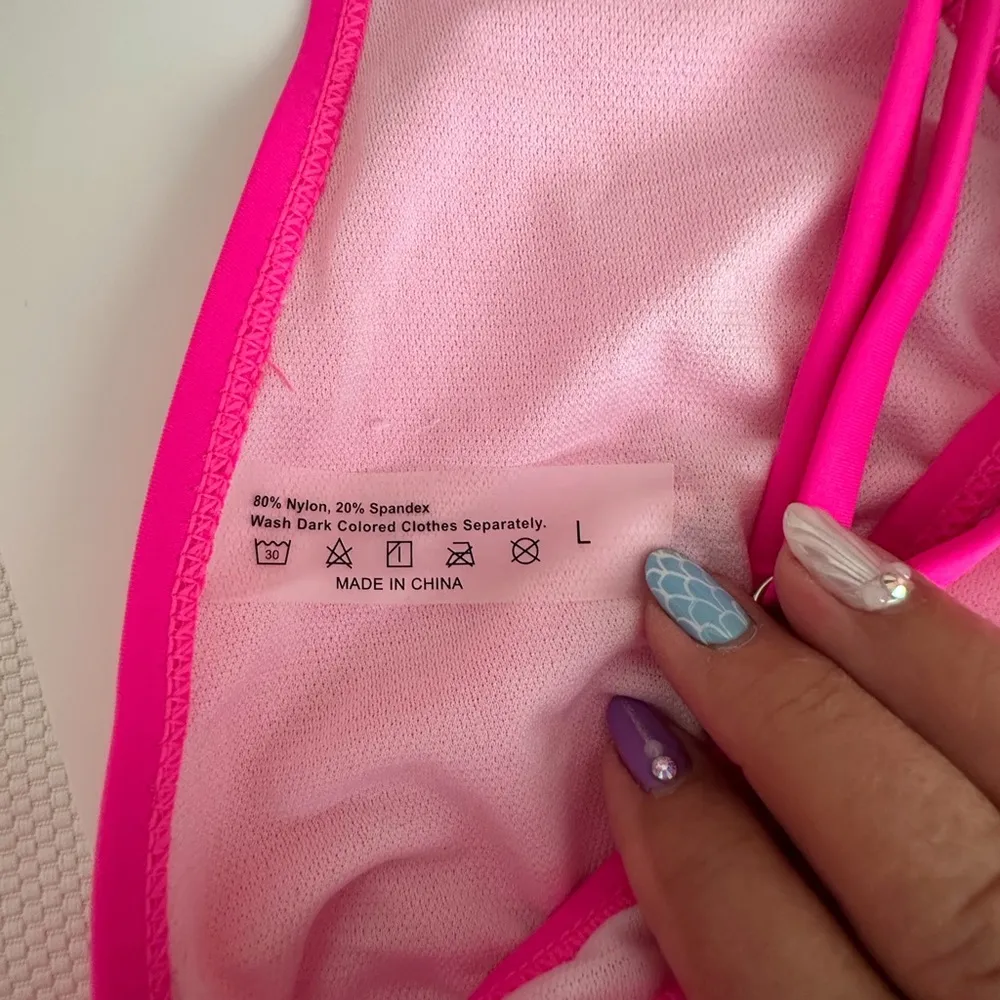 80% Nylon, 20% Spandex
Wash Dark Colored Clothes Separately.
L
30
MADE IN CHINA